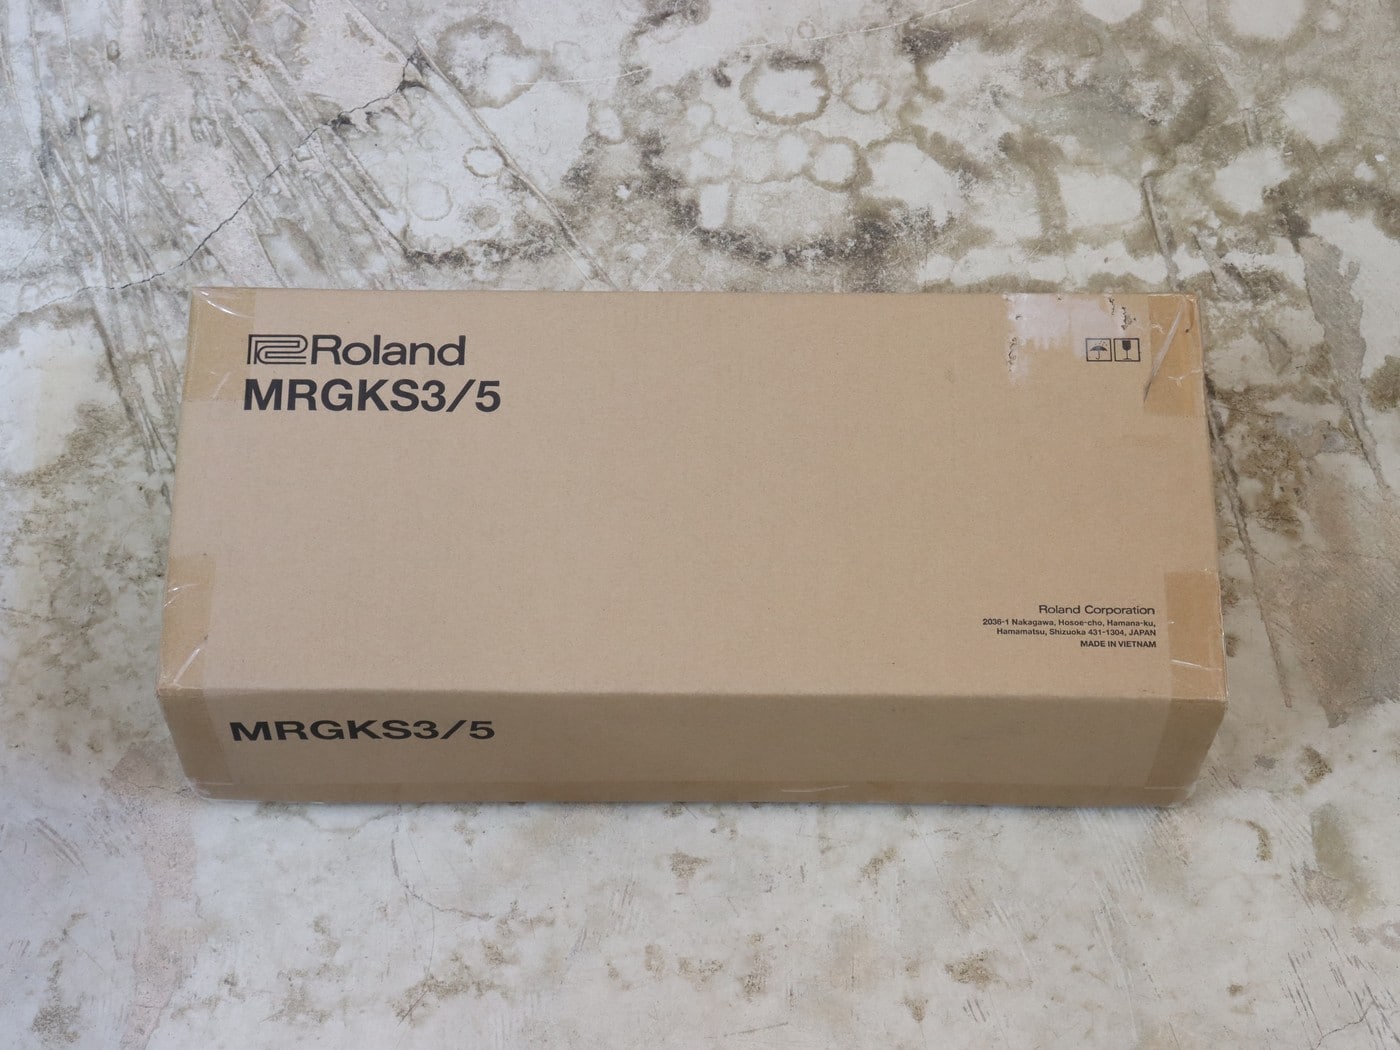 Roland
MRGKS3/5
Roland Corporation
2036-1 Nakagawa, Hosoe-cho, Hamana-ku,
Hamamatsu, Shizuoka 431-1304, JAPAN
MADE IN VIETNAM
MRGKS3/5